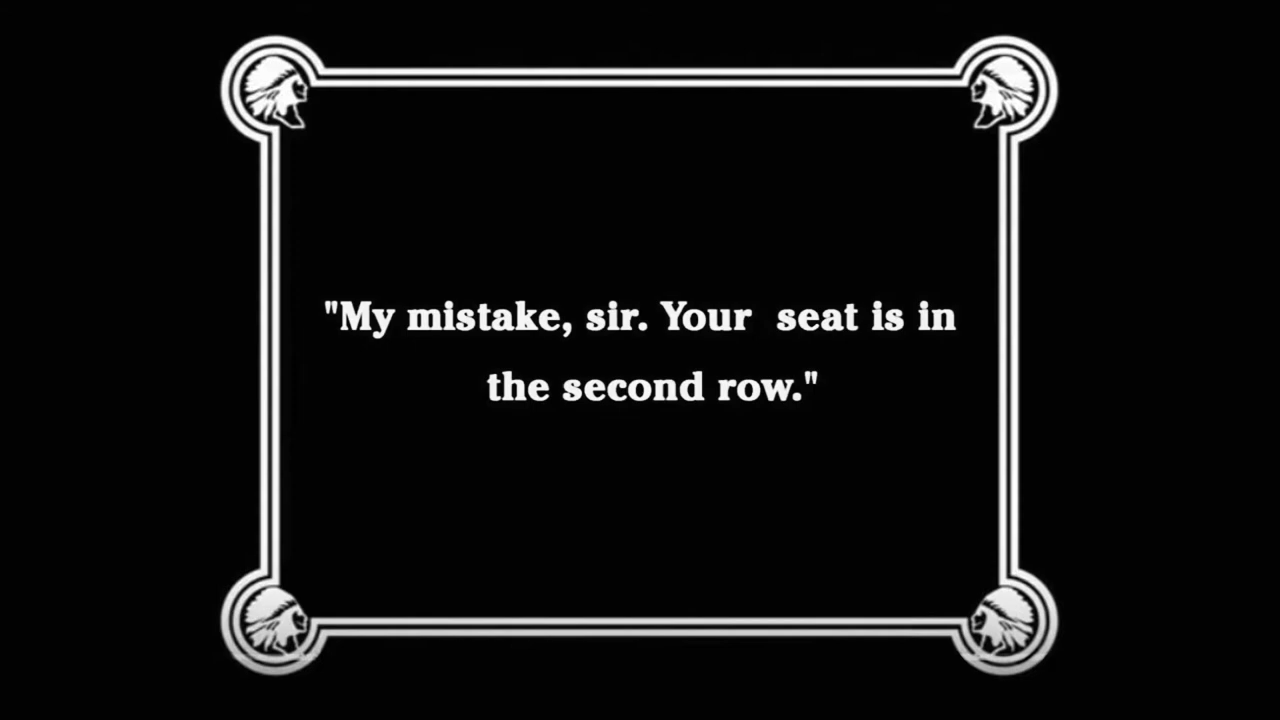 "My mistake, sir. Your  seat is in
the second row."